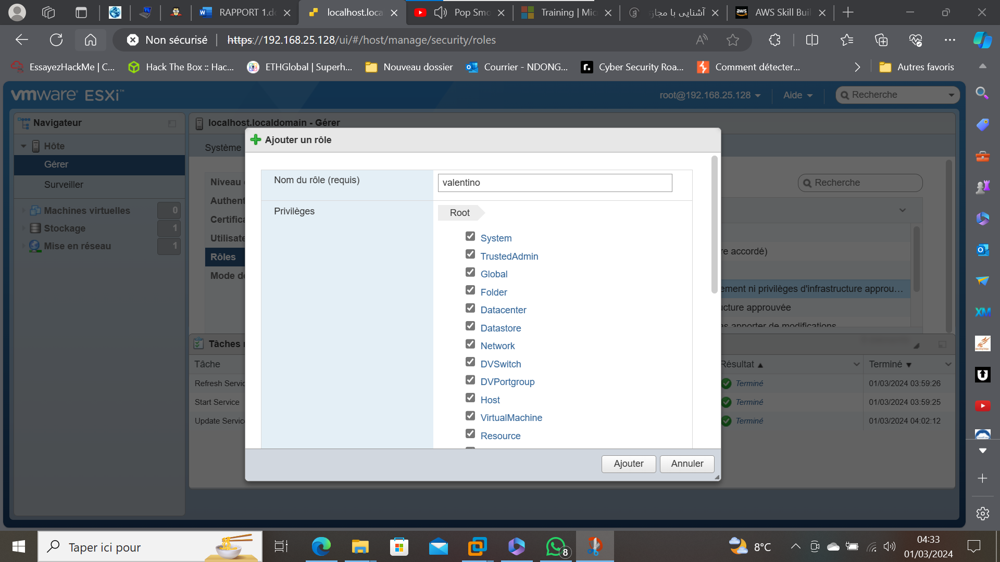 RAPPORT 1.do
localhost.loca
Pop Smo
Training | Mic
آشنایی با مجاز
AWS Skill Buil
Non sécurisé
https://192.168.25.128/ui/#/host/manage/security/roles
EssayezHackMe | C...
Hack The Box :: Hac...
ETHGlobal | Superh...
Nouveau dossier
Courrier - NDONG...
Cyber Security Roa...
Comment détecter...
Autres favoris
vmware ESXi™
root@192.168.25.128
Aide
Recherche
Navigateur
localhost.localdomain - Gérer
Hôte
Gérer
Surveiller
Machines virtuelles 0
Stockage 1
Mise en réseau 1
Système
Niveau
Authent
Certifica
Utilisate
Rôles
Mode de
Recherche
re accordé)
ement ni privilèges d'infrastructure approu...
ucture approuvée
as apporter de modifications
Ajouter un rôle
Nom du rôle (requis)
valentino
Privilèges
Root
System
TrustedAdmin
Global
Folder
Datacenter
Datastore
Network
DVSwitch
DVPortgroup
Host
VirtualMachine
Resource
Ajouter
Annuler
Tâches
Tâche
Résultat ▲
Terminé ▼
Refresh Servic
Terminé
01/03/2024 03:59:26
Start Service
Terminé
01/03/2024 03:59:25
Update Service
Terminé
01/03/2024 04:02:12
Taper ici pour
8
8°C
04:33
01/03/2024